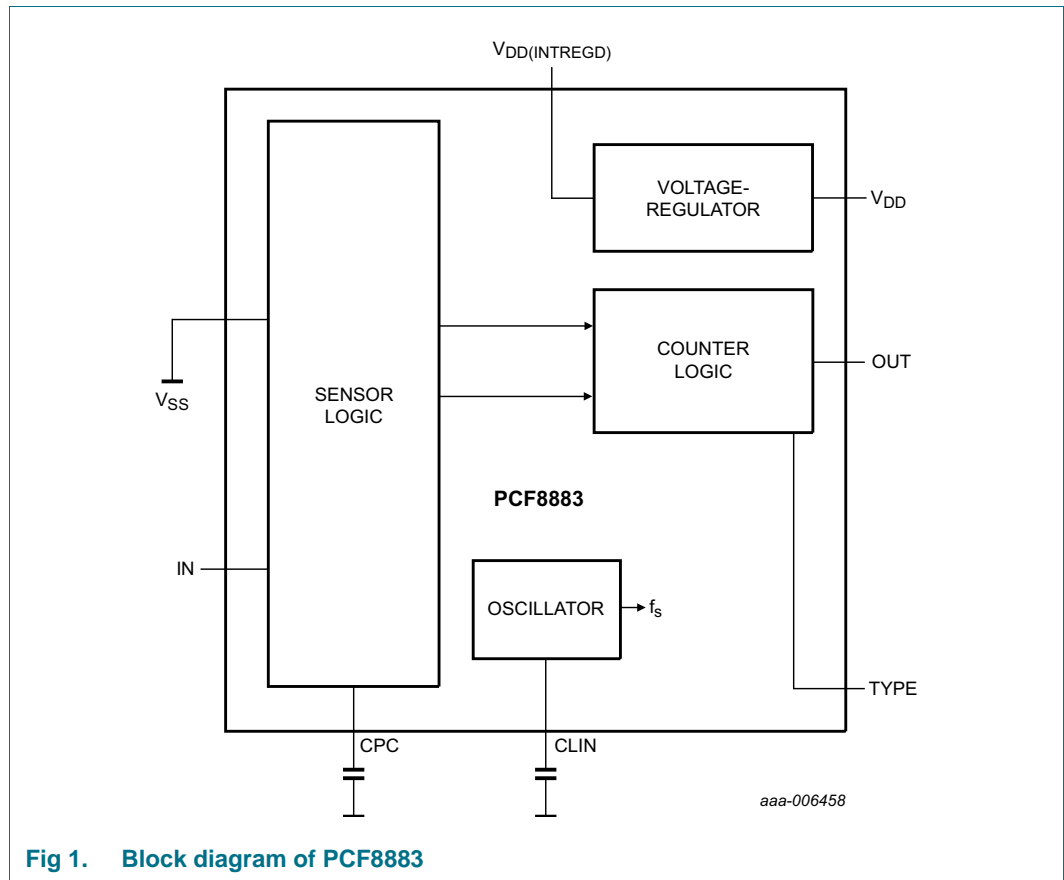 VDD(INTREGD)
VOLTAGE-
REGULATOR
VDD
COUNTER
LOGIC
OUT
SENSOR
LOGIC
VSS
PCF8883
IN
OSCILLATOR
fs
TYPE
CPC
CLIN
aaa-006458
Fig 1. Block diagram of PCF8883